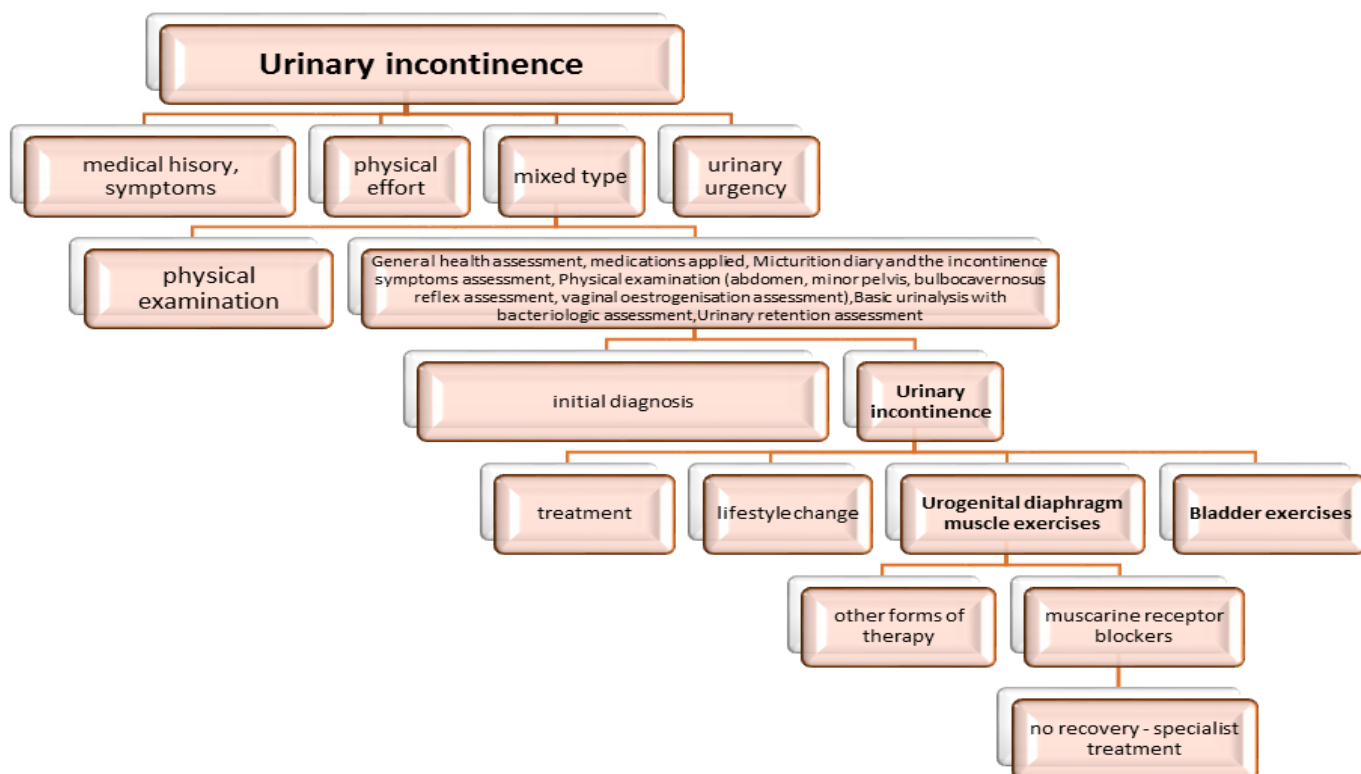 Urinary incontinence
medical hisory,
symptoms
physical
effort
mixed type
urinary
urgency
physical
examination
General health assessment, medications applied, Micturition diary and the incontinence
symptoms assessment, Physical examination (abdomen, minor pelvis, bulbocavernosus
reflex assessment, vaginal oestrogenisation assessment),Basic urinalysis with
bacteriologic assessment,Urinary retention assessment
initial diagnosis
Urinary
incontinence
treatment
lifestyle change
Urogenital diaphragm
muscle exercises
Bladder exercises
other forms of
therapy
muscarine receptor
blockers
no recovery - specialist
treatment